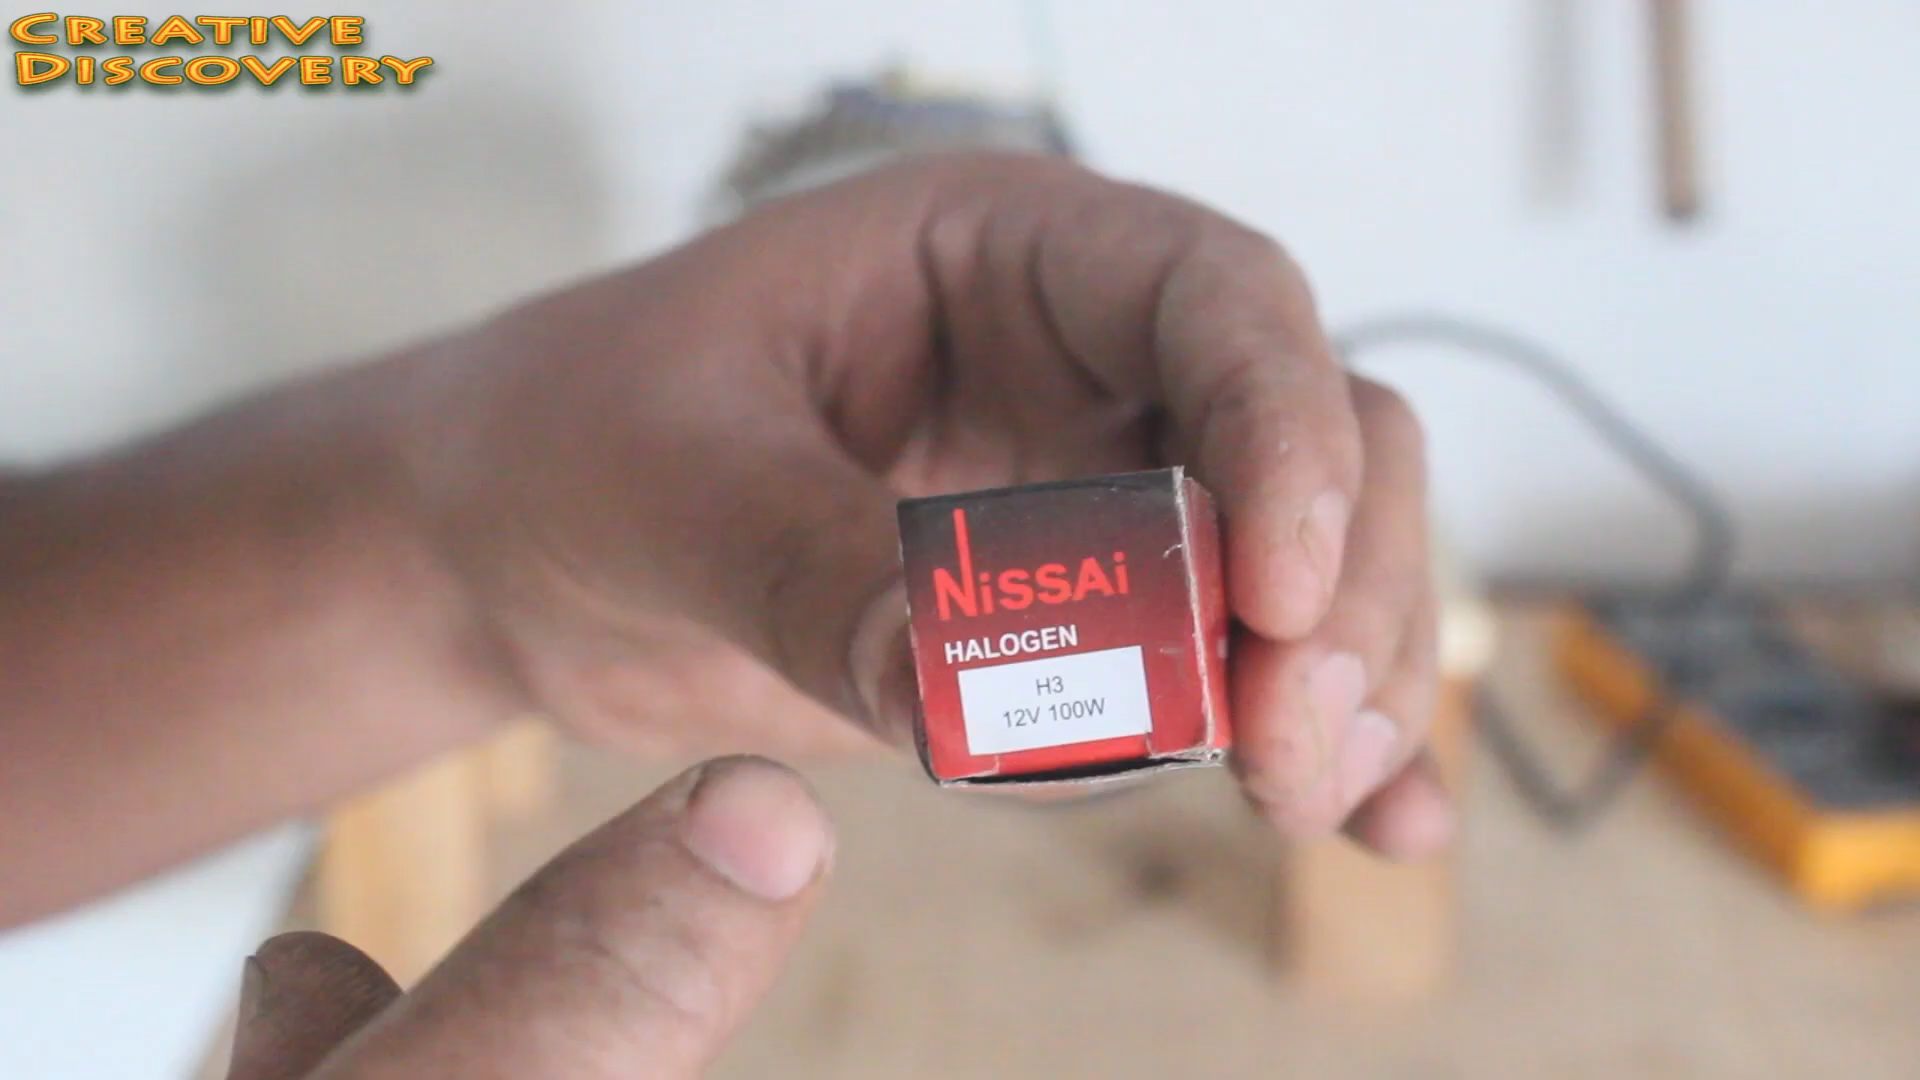 CREATIVE
DISCOVERY
NiSSAi
HALOGEN
H3
12V 100W